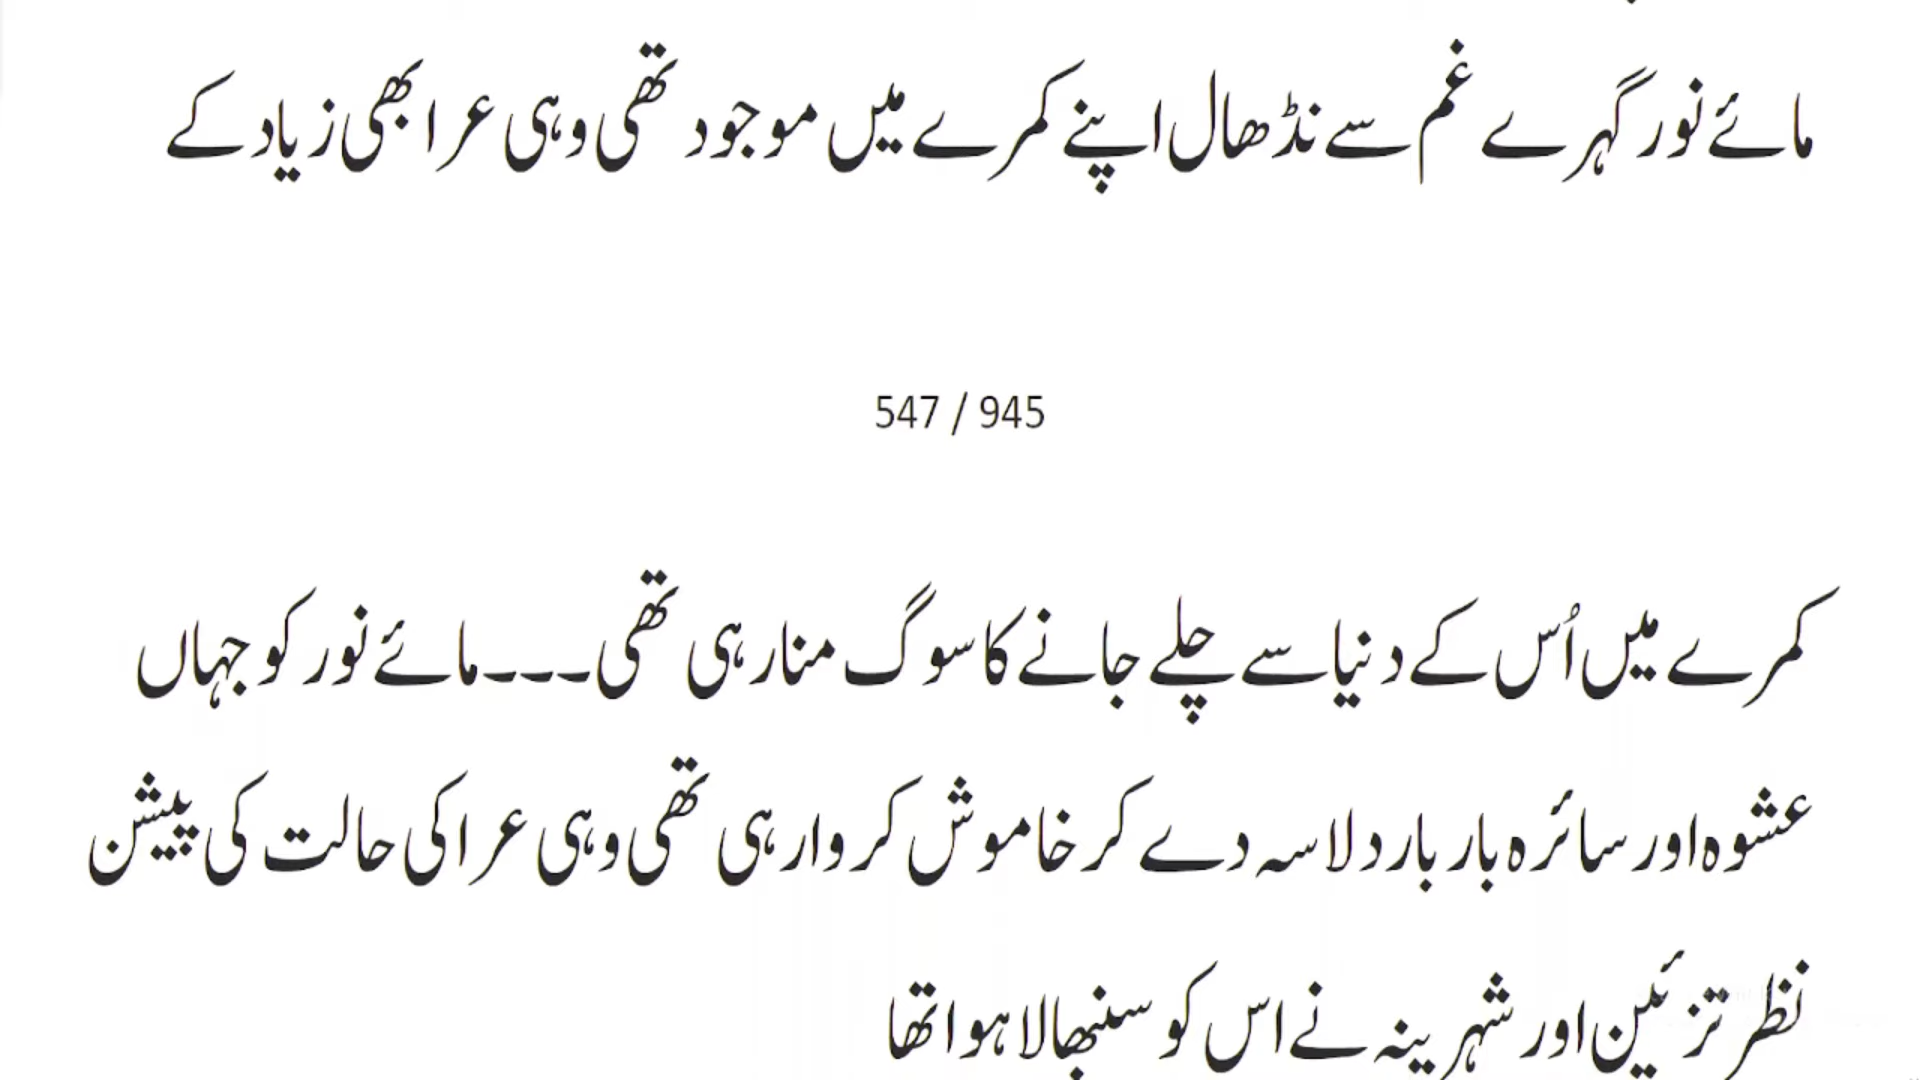 مائے نور گہرے غم سے نڈھال اپنے کمرے میں موجود تھی وہی عرا بھی زیاد کے
547 / 945
کمرے میں اُس کے دنیا سے چلے جانے کا سوگ منا رہی تھی۔۔۔مائے نور کو جہاں
عشوہ اور سائرہ بار بار دلاسہ دے کر خاموش کروا رہی تھی وہی عرا کی حالت کی پیشن
نظر تزئین اور شہرینہ نے اس کو سنبھالا ہوا تھا